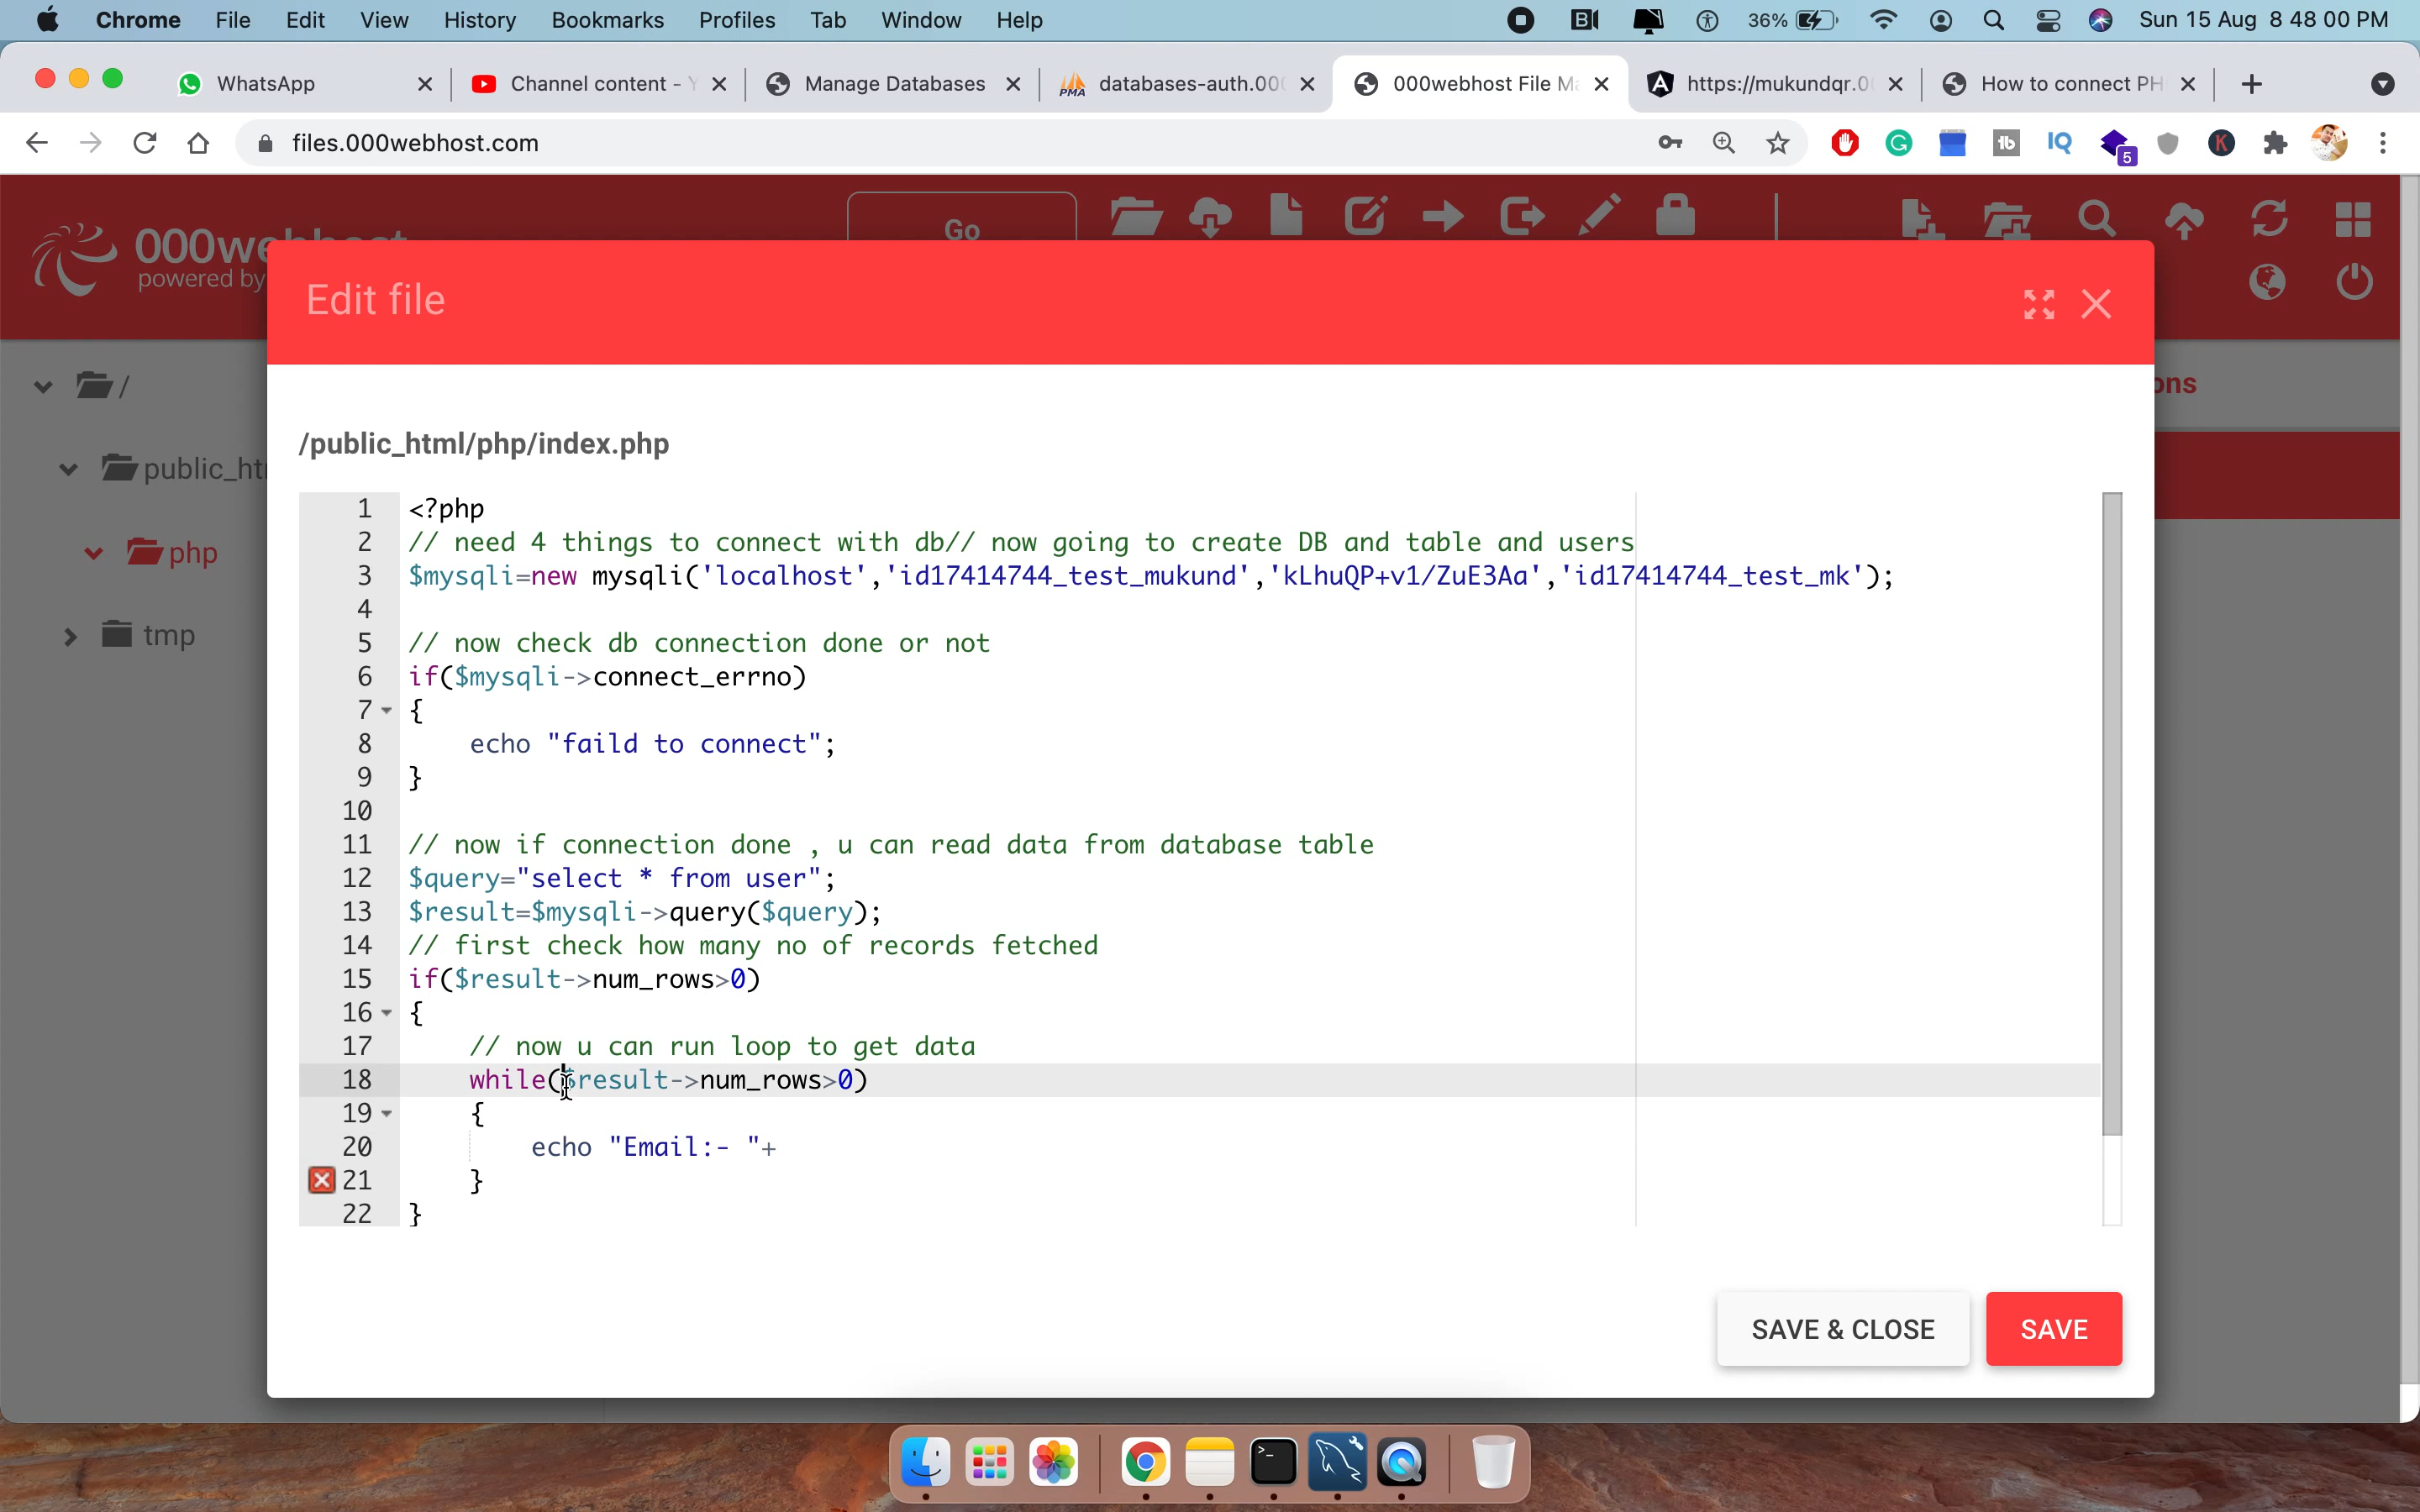 Chrome File Edit View History Bookmarks Profiles Tab Window Help 36% Sun 15 Aug 8 48 00 PM
WhatsApp Channel content - Y Manage Databases databases-auth.00 000webhost File M https://mukundqr.0 How to connect PH
files.000webhost.com 5
Go
powered by
Edit file
/
ons
/public_html/php/index.php
public_ht
php
tmp
1 <?php
2 // need 4 things to connect with db// now going to create DB and table and users
3 $mysqli=new mysqli('localhost','id17414744_test_mukund','kLhuQP+v1/ZuE3Aa','id17414744_test_mk');
4
5 // now check db connection done or not
6 if($mysqli->connect_errno)
7 {
8 echo "faild to connect";
9 }
10
11 // now if connection done , u can read data from database table
12 $query="select * from user";
13 $result=$mysqli->query($query);
14 // first check how many no of records fetched
15 if($result->num_rows>0)
16 {
17 // now u can run loop to get data
18 while($result->num_rows>0)
19 {
20 echo "Email:- "+
21 }
22 }
SAVE & CLOSE SAVE